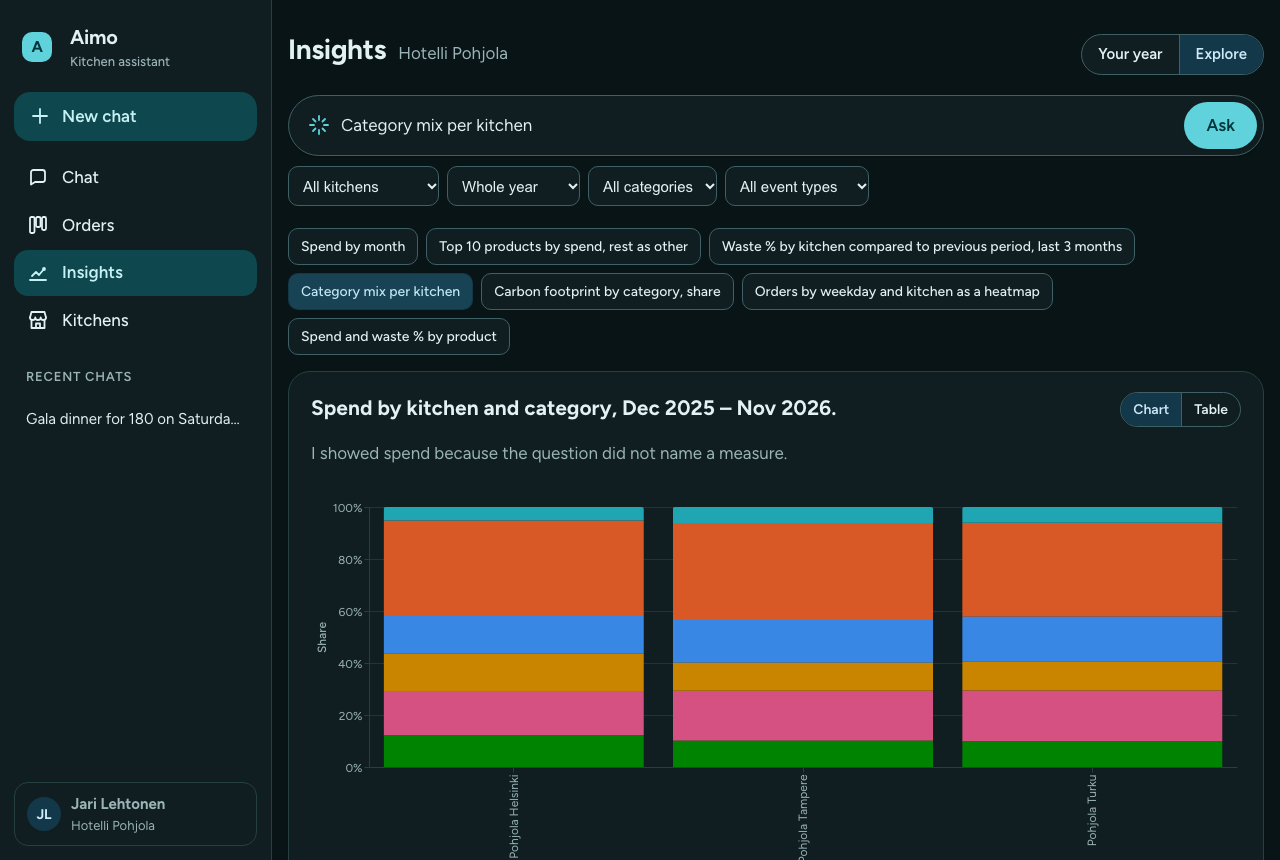 A
Aimo
Kitchen assistant
New chat
Chat
Orders
Insights
Kitchens
RECENT CHATS
Gala dinner for 180 on Saturda...
JL
Jari Lehtonen
Hotelli Pohjola
Insights Hotelli Pohjola
Your year Explore
Category mix per kitchen
Ask
All kitchens Whole year All categories All event types
Spend by month Top 10 products by spend, rest as other Waste % by kitchen compared to previous period, last 3 months
Category mix per kitchen Carbon footprint by category, share Orders by weekday and kitchen as a heatmap
Spend and waste % by product
Spend by kitchen and category, Dec 2025 – Nov 2026.
Chart Table
I showed spend because the question did not name a measure.
Share
100%
80%
60%
40%
20%
0%
Pohjola Helsinki
Pohjola Tampere
Pohjola Turku